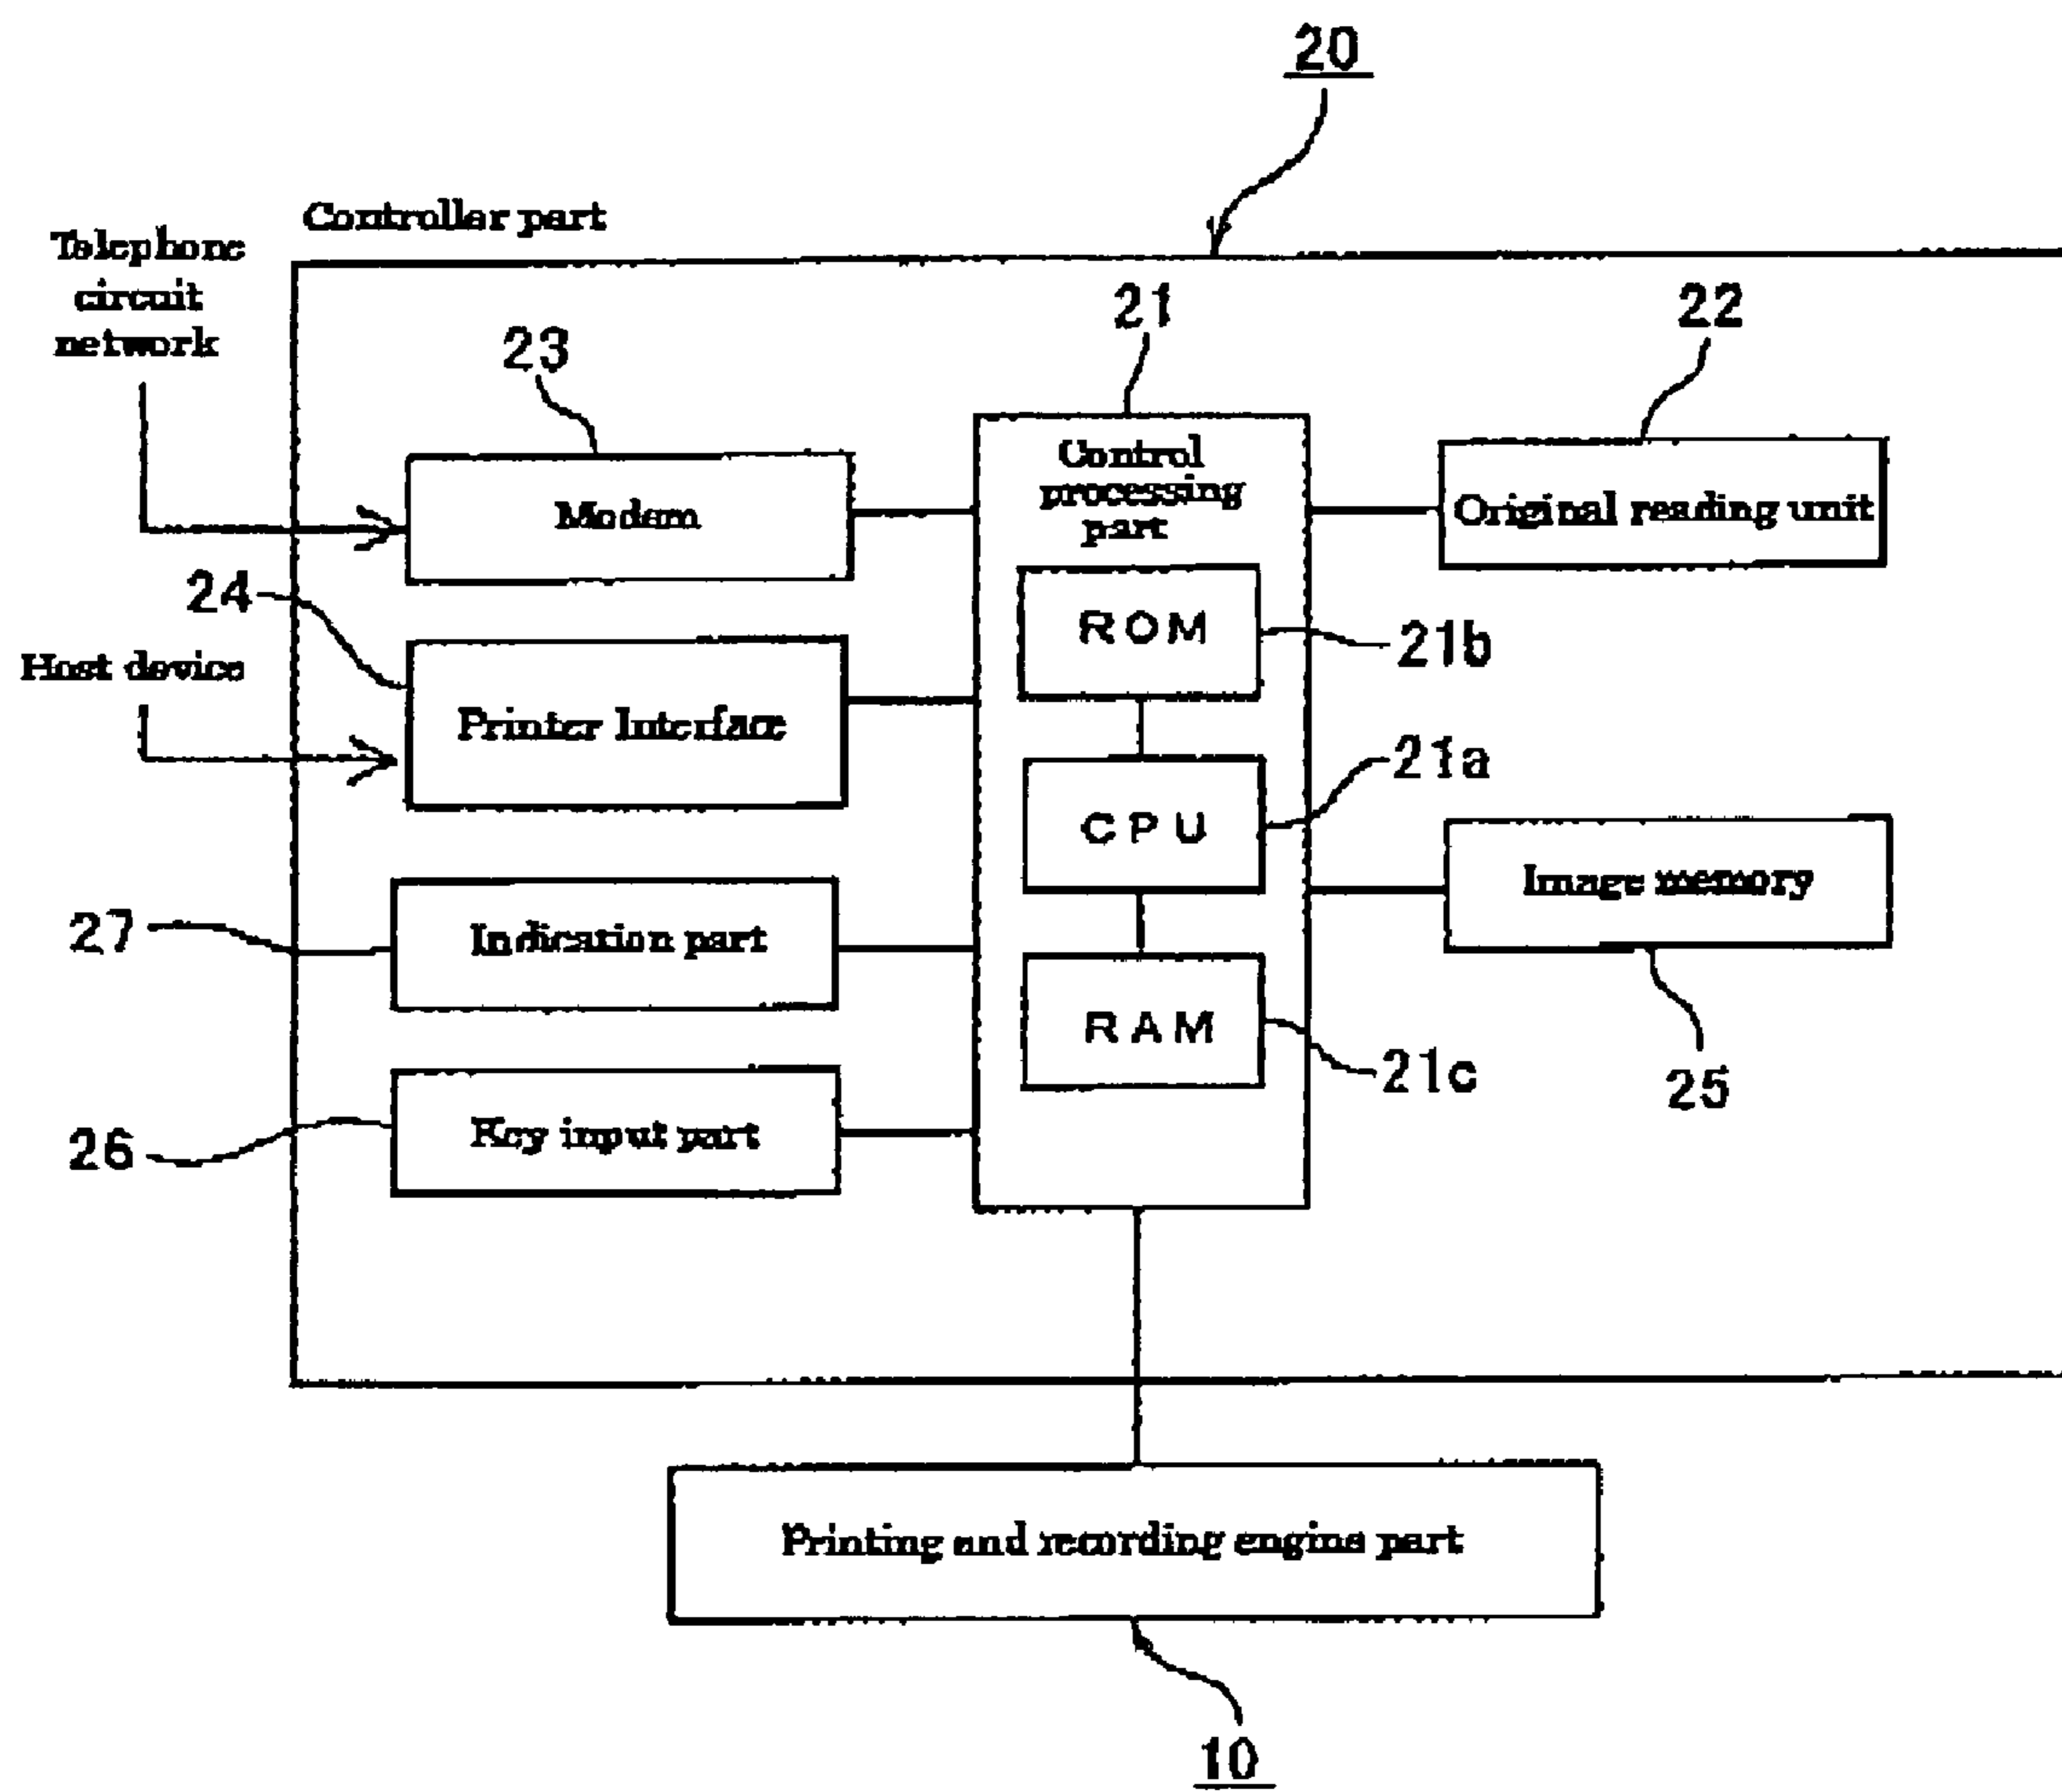 20
Controller part
Telephone
circuit
network
21
22
23
Control
processing
part
Modem
Original reading unit
24
ROM
21b
Host device
Printer Interface
21a
CPU
Image memory
27
Indication part
RAM
21c
25
Key input part
26
Printing and recording engine part
10